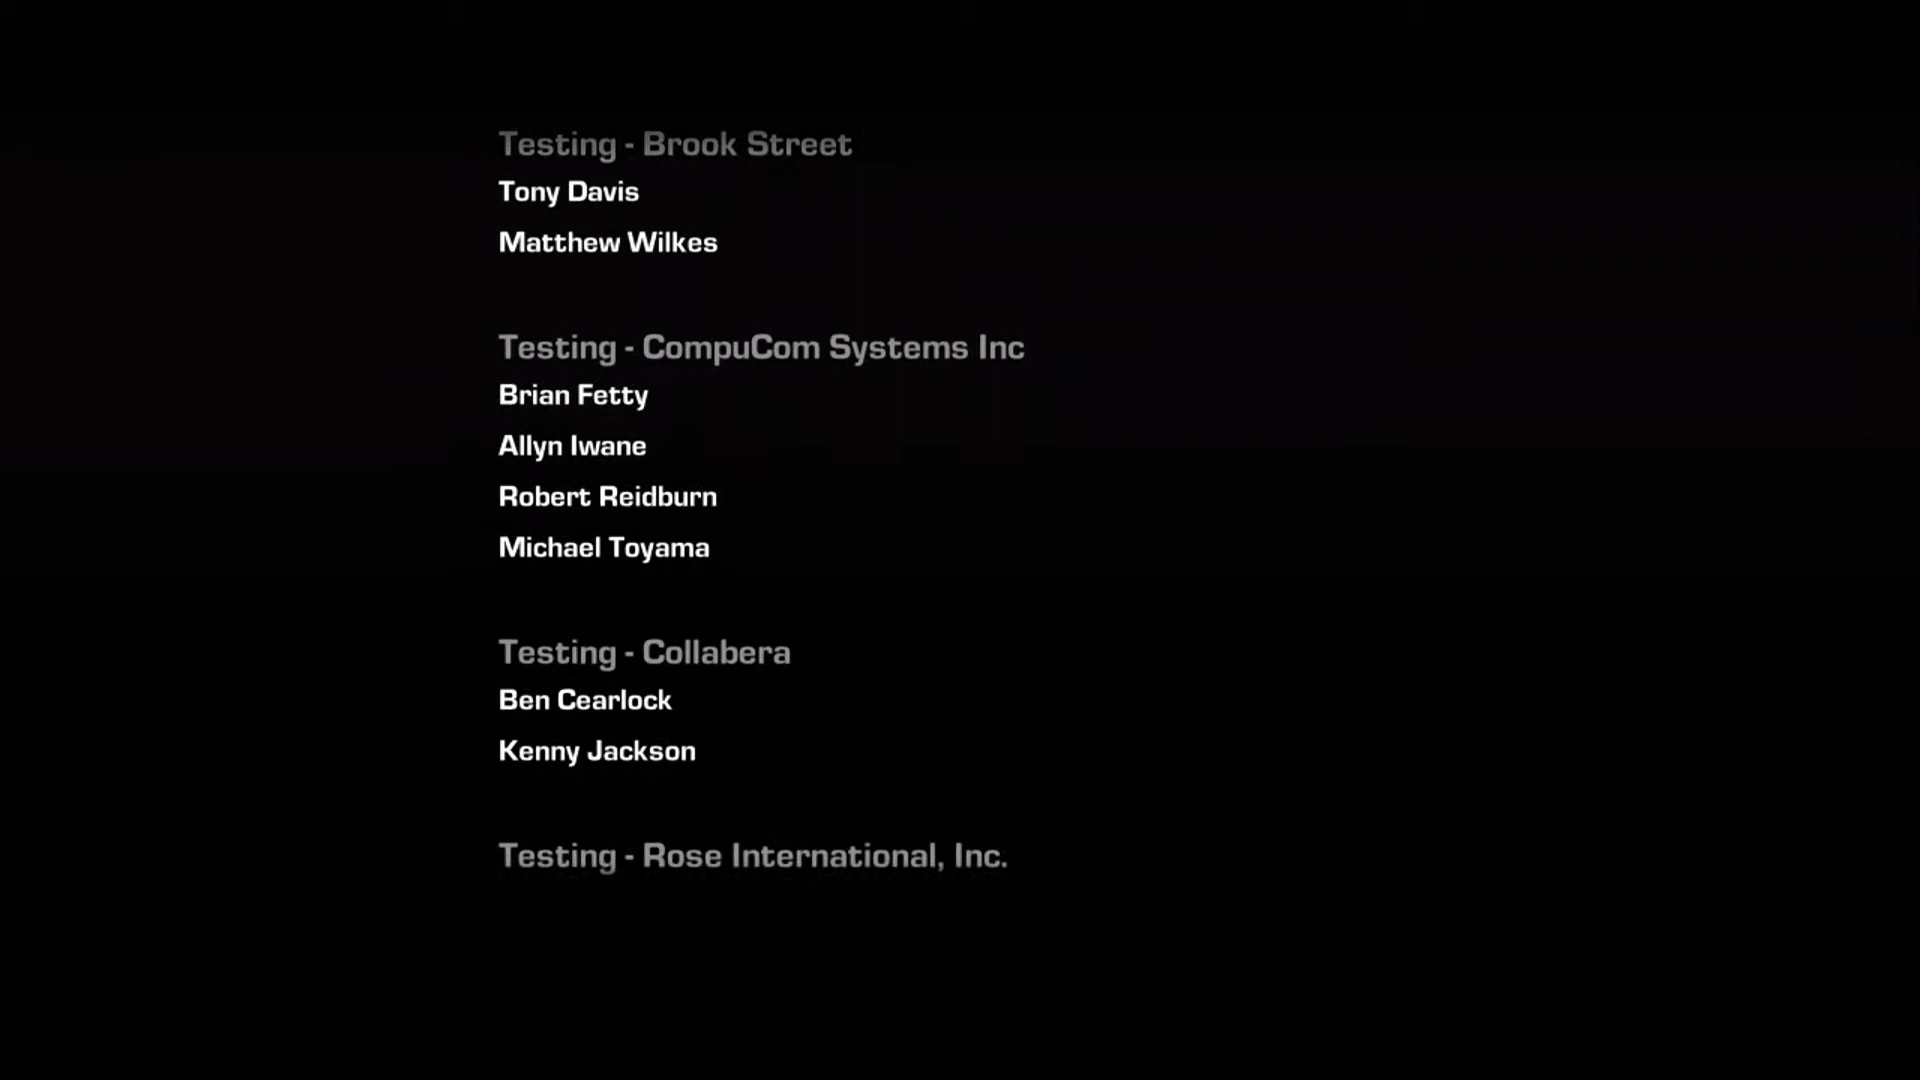 Testing - Brook Street
Tony Davis
Matthew Wilkes
Testing - CompuCom Systems Inc
Brian Fetty
Allyn Iwane
Robert Reidburn
Michael Toyama
Testing - Collabera
Ben Cearlock
Kenny Jackson
Testing - Rose International, Inc.